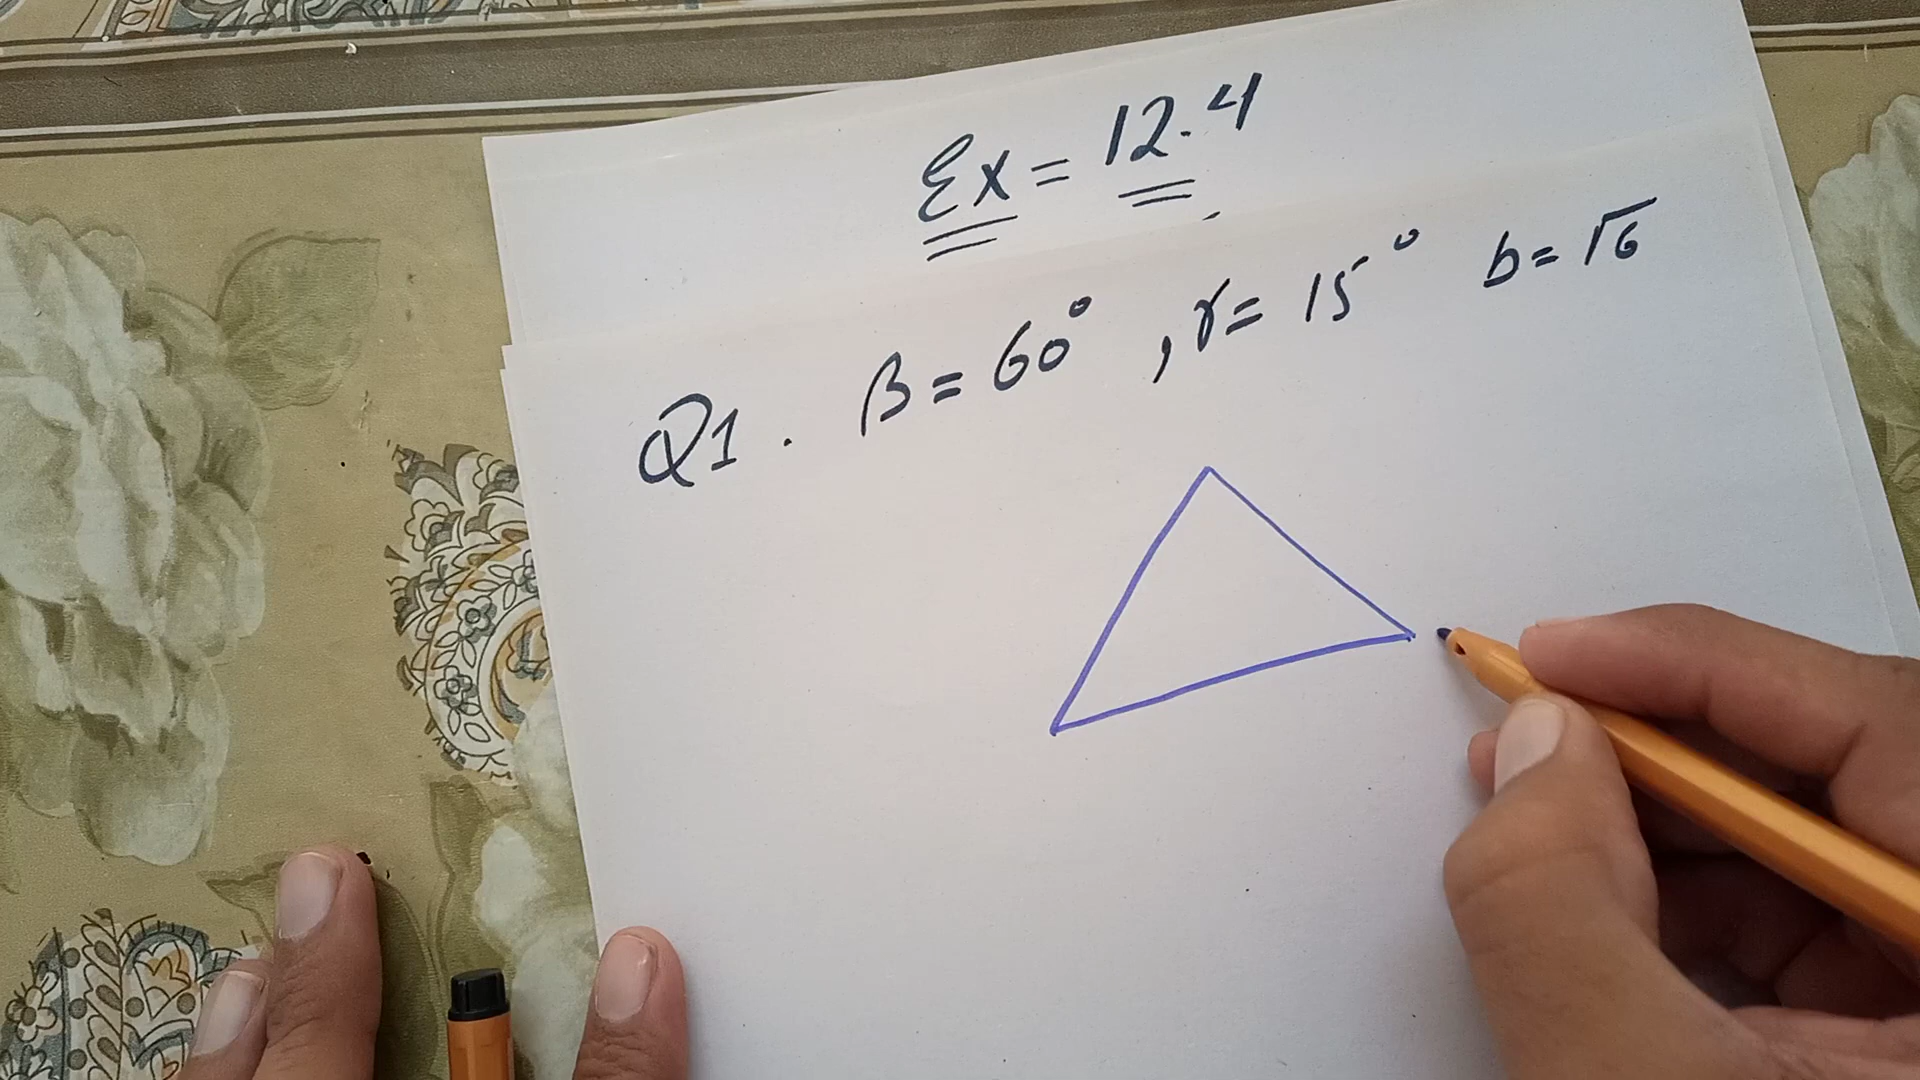 Ex = 12.4
Q1. β = 60°, γ = 15° b = √6